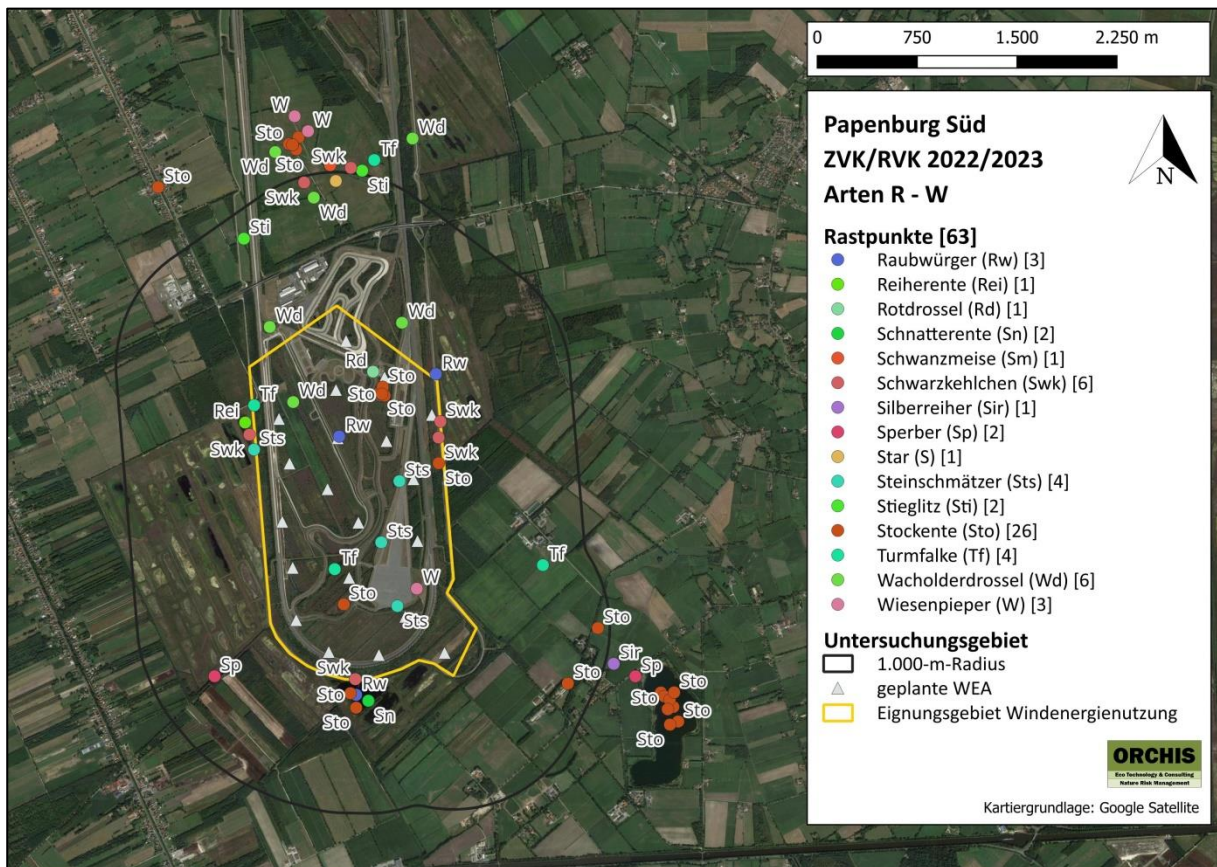 0 750 1.500 2.250 m
Papenburg Süd
ZVK/RVK 2022/2023
Arten R - W
N
Rastpunkte [63]
Raubwürger (Rw) [3]
Reiherente (Rei) [1]
Rotdrossel (Rd) [1]
Schnatterente (Sn) [2]
Schwanzmeise (Sm) [1]
Schwarzkehlchen (Swk) [6]
Silberreiher (Sir) [1]
Sperber (Sp) [2]
Star (S) [1]
Steinschmätzer (Sts) [4]
Stieglitz (Sti) [2]
Stockente (Sto) [26]
Turmfalke (Tf) [4]
Wacholderdrossel (Wd) [6]
Wiesenpieper (W) [3]
Untersuchungsgebiet
1.000-m-Radius
geplante WEA
Eignungsgebiet Windenergienutzung
ORCHIS
Eco Technology & Consulting
Nature Risk Management
Kartiergrundlage: Google Satellite
W
W
Sto
Wd
Tf
Swk
Sto
Wd
Sto
Sti
Swk
Wd
Sti
Wd
Wd
Rd
Sto
Rw
Tf
Wd
Sto
Sto
Rei
Swk
Rw
Sts
Swk
Swk
Sto
Sts
Sts
Tf
Tf
W
Sto
Sts
Sto
Sir
Sp
Sp
Swk
Rw
Sto
Sto
Sto
Sto
Sn
Sto
Sto
Sto